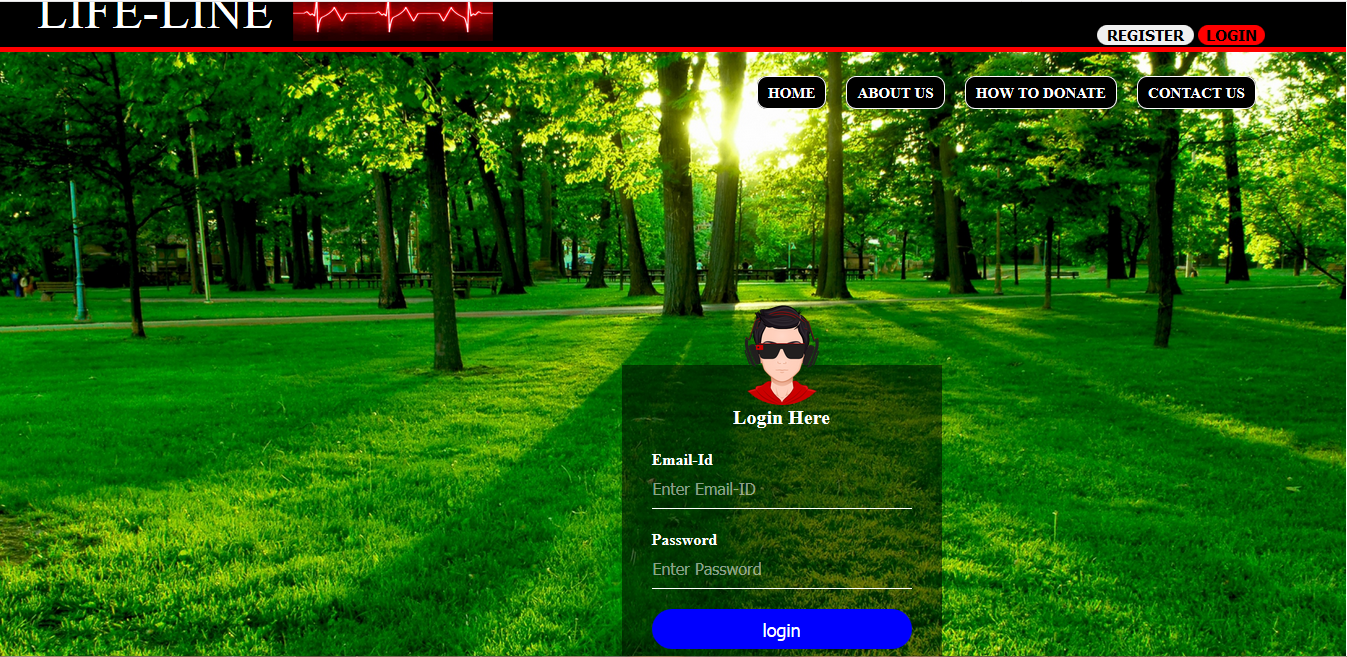 LIFE-LINE
REGISTER LOGIN
HOME ABOUT US HOW TO DONATE CONTACT US
Login Here
Email-Id
Enter Email-ID
Password
Enter Password
login